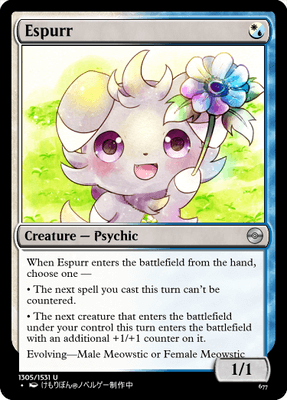 Espurr
Creature — Psychic
When Espurr enters the battlefield from the hand,
choose one —
• The next spell you cast this turn can't be
countered.
• The next creature that enters the battlefield
under your control this turn enters the battlefield
with an additional +1/+1 counter on it.
Evolving—Male Meowstic or Female Meowstic
1/1
1305/1531 U
• けもりぼん@ノベルゲー制作中
677